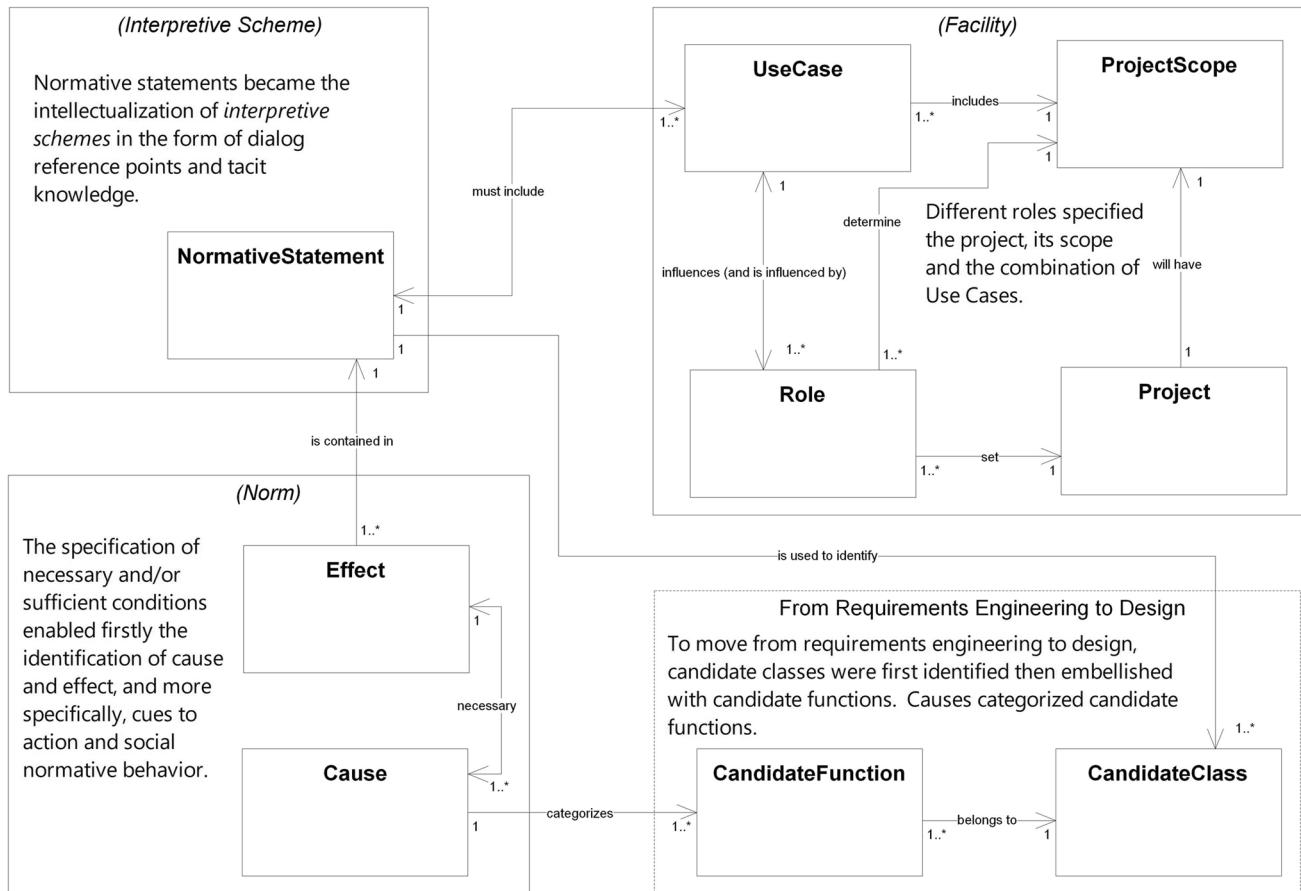 (Interpretive Scheme)
Normative statements became the
intellectualization of interpretive
schemes in the form of dialog
reference points and tacit
knowledge.
NormativeStatement
1
1
1
must include
is contained in
(Facility)
UseCase
1..*
1..*
includes
1
1
ProjectScope
1
determine
influences (and is influenced by)
1
Different roles specified
the project, its scope
and the combination of
Use Cases.
will have
1..*
1..*
1
Role
1..*
set
1
Project
(Norm)
The specification of
necessary and/or
sufficient conditions
enabled firstly the
identification of cause
and effect, and more
specifically, cues to
action and social
normative behavior.
1..*
Effect
1
necessary
Cause
1..*
1
categorizes
is used to identify
From Requirements Engineering to Design
To move from requirements engineering to design,
candidate classes were first identified then embellished
with candidate functions. Causes categorized candidate
functions.
1..*
CandidateFunction
1..*
1..*
belongs to
1
CandidateClass